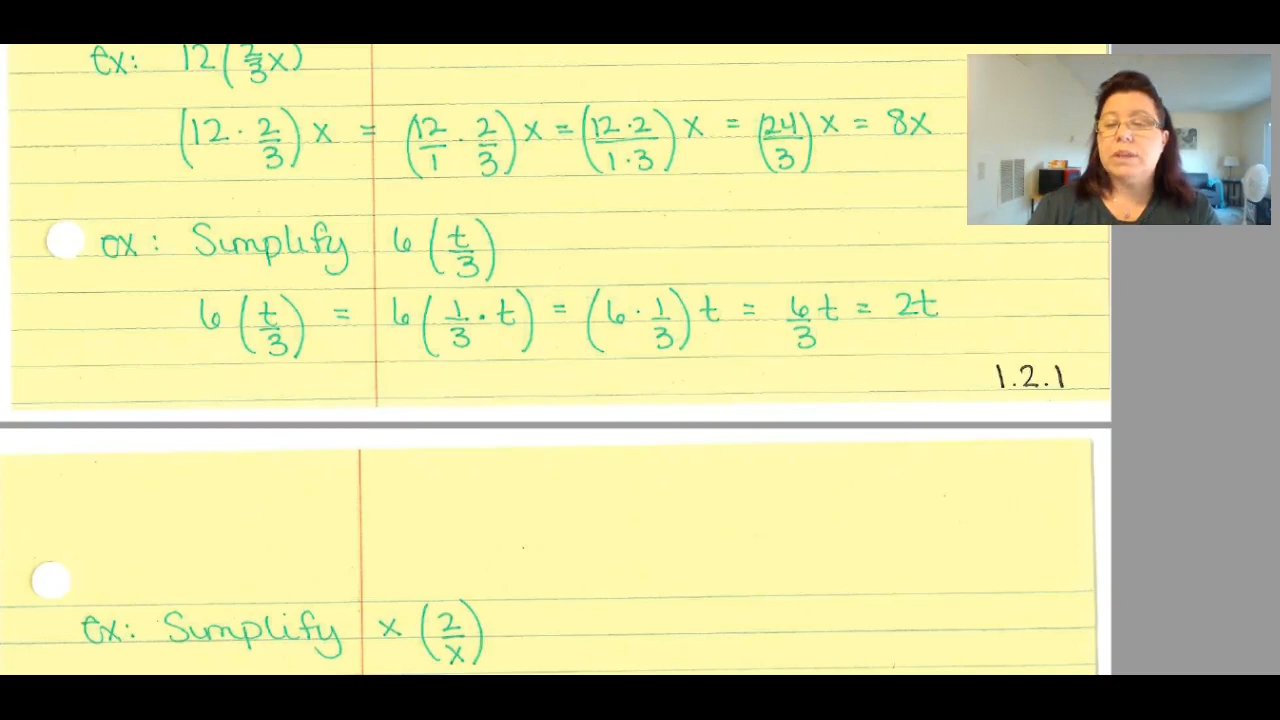 ex: 12(2/3x)
(12 · 2/3)x = (12/1 · 2/3)x = (12·2/1·3)x = (24/3)x = 8x
ex: Simplify 6(t/3)
6(t/3) = 6(1/3 · t) = (6 · 1/3)t = 6/3t = 2t
1.2.1
ex: Simplify x(2/x)